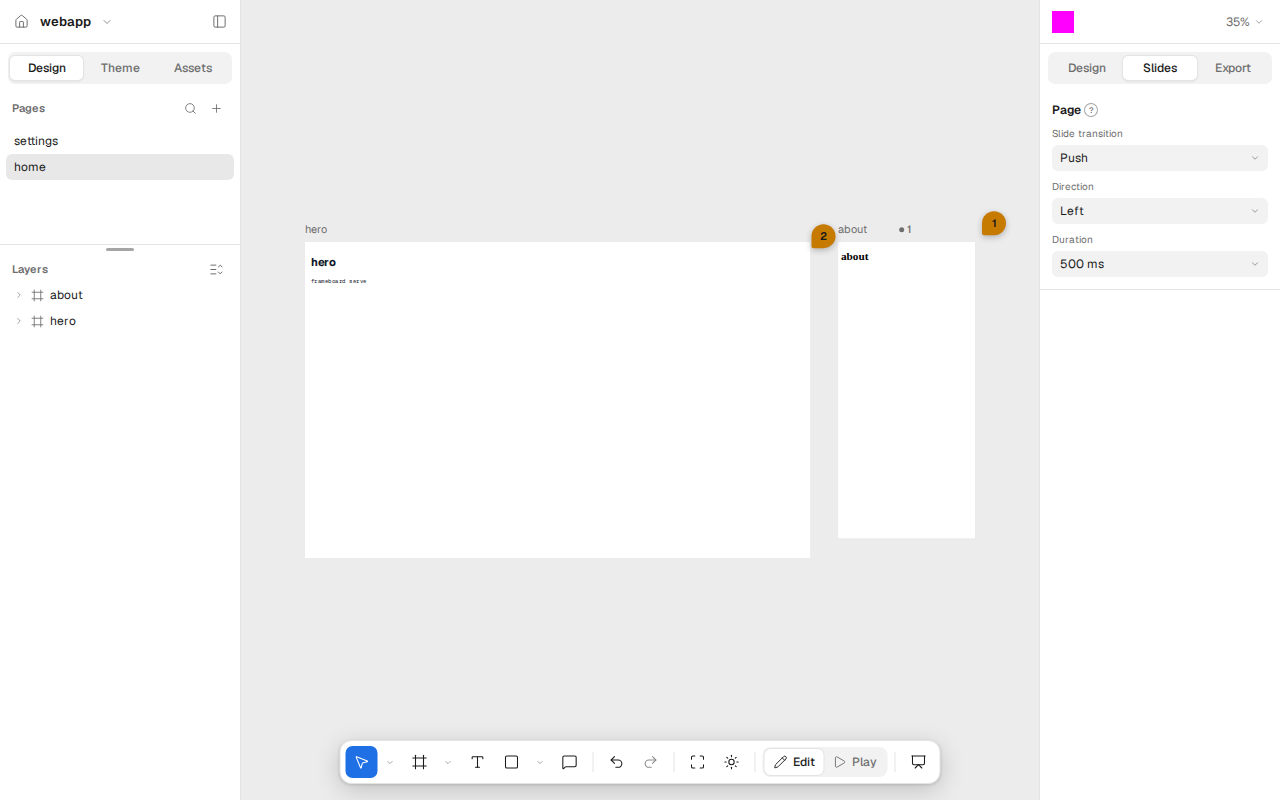 webapp
35%
Design Theme Assets
Design Slides Export
Pages
settings
home
Layers
about
hero
hero
2
about
1
1
hero
frameboard serve
about
Page ?
Slide transition
Push
Direction
Left
Duration
500 ms
Edit Play